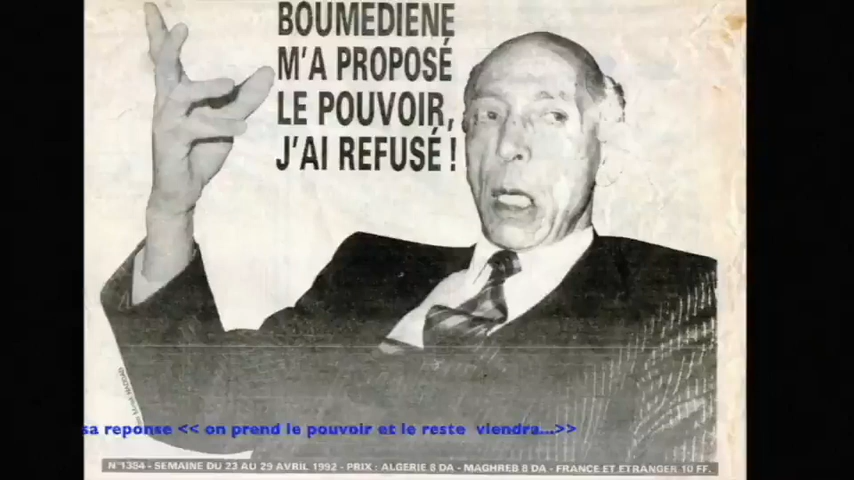 BOUMEDIENE
M'A PROPOSÉ
LE POUVOIR,
J'AI REFUSÉ !
sa reponse << on prend le pouvoir et le reste viendra...>>
N°1384 - SEMAINE DU 23 AU 29 AVRIL 1992 - PRIX : ALGERIE 8 DA - MAGHREB 8 DA - FRANCE ET ETRANGER 10 FF.